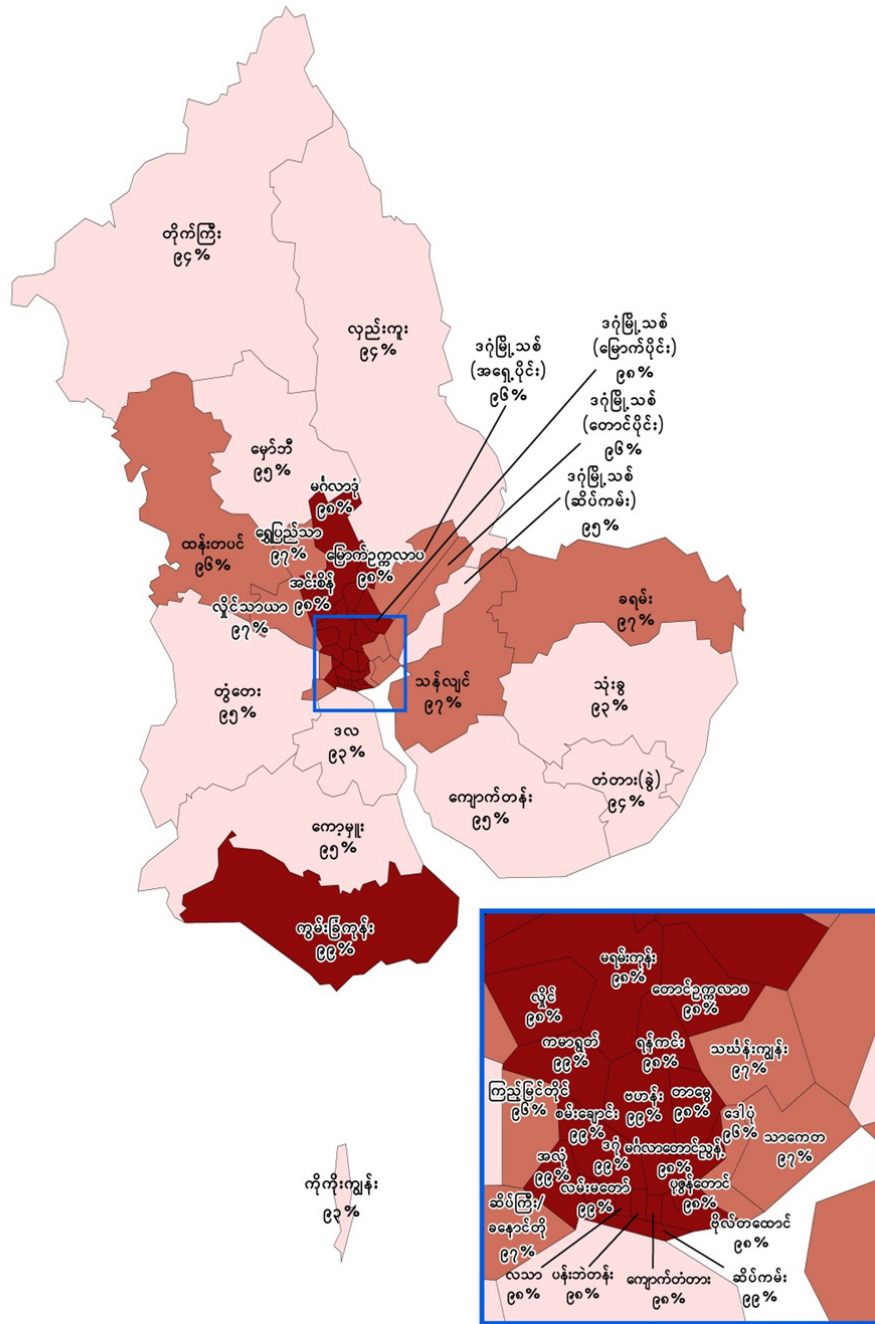 တိုက်ကြီး
၉၄%
လှည်းကူး
၉၄%
ဒဂုံမြို့သစ်
(အရှေ့ပိုင်း)
၉၆%
ဒဂုံမြို့သစ်
(မြောက်ပိုင်း)
၉၈%
ဒဂုံမြို့သစ်
(တောင်ပိုင်း)
၉၆%
ဒဂုံမြို့သစ်
(ဆိပ်ကမ်း)
၉၅%
မှော်ဘီ
၉၅%
မင်္ဂလာဒုံ
၉၈%
ရွှေပြည်သာ
၉၇%
ထန်းတပင်
၉၆%
မြောက်ဥက္ကလာပ
၉၈%
အင်းစိန်
၉၈%
လှိုင်သာယာ
၉၇%
ခရမ်း
၉၇%
သန်လျင်
၉၇%
သုံးခွ
၉၃%
တွံတေး
၉၅%
ဒလ
၉၃%
တံတား(ခွဲ)
၉၄%
ကျောက်တန်း
၉၅%
ကော့မှူး
၉၅%
ကွမ်းခြံကုန်း
၉၉%
ကိုကိုးကျွန်း
၉၃%
မရမ်းကုန်း
၉၈%
လှိုင်
၉၈%
တောင်ဥက္ကလာပ
၉၈%
ကမာရွတ်
၉၉%
ရန်ကင်း
၉၈%
သင်္ဃန်းကျွန်း
၉၇%
ကြည့်မြင်တိုင်
၉၆%
စမ်းချောင်း
၉၉%
ဗဟန်း
၉၉%
တာမွေ
၉၈%
ဒေါပုံ
၉၆%
သာကေတ
၉၇%
အလုံ
၉၉%
ဒဂုံ
၉၉%
မင်္ဂလာတောင်ညွန့်
၉၈%
လမ်းမတော်
၉၉%
ပုဇွန်တောင်
၉၈%
ဆိပ်ကြီး/
ခနောင်တို
၉၇%
ဗိုလ်တထောင်
၉၈%
လသာ
၉၈%
ပန်းဘဲတန်း
၉၈%
ကျောက်တံတား
၉၈%
ဆိပ်ကမ်း
၉၉%